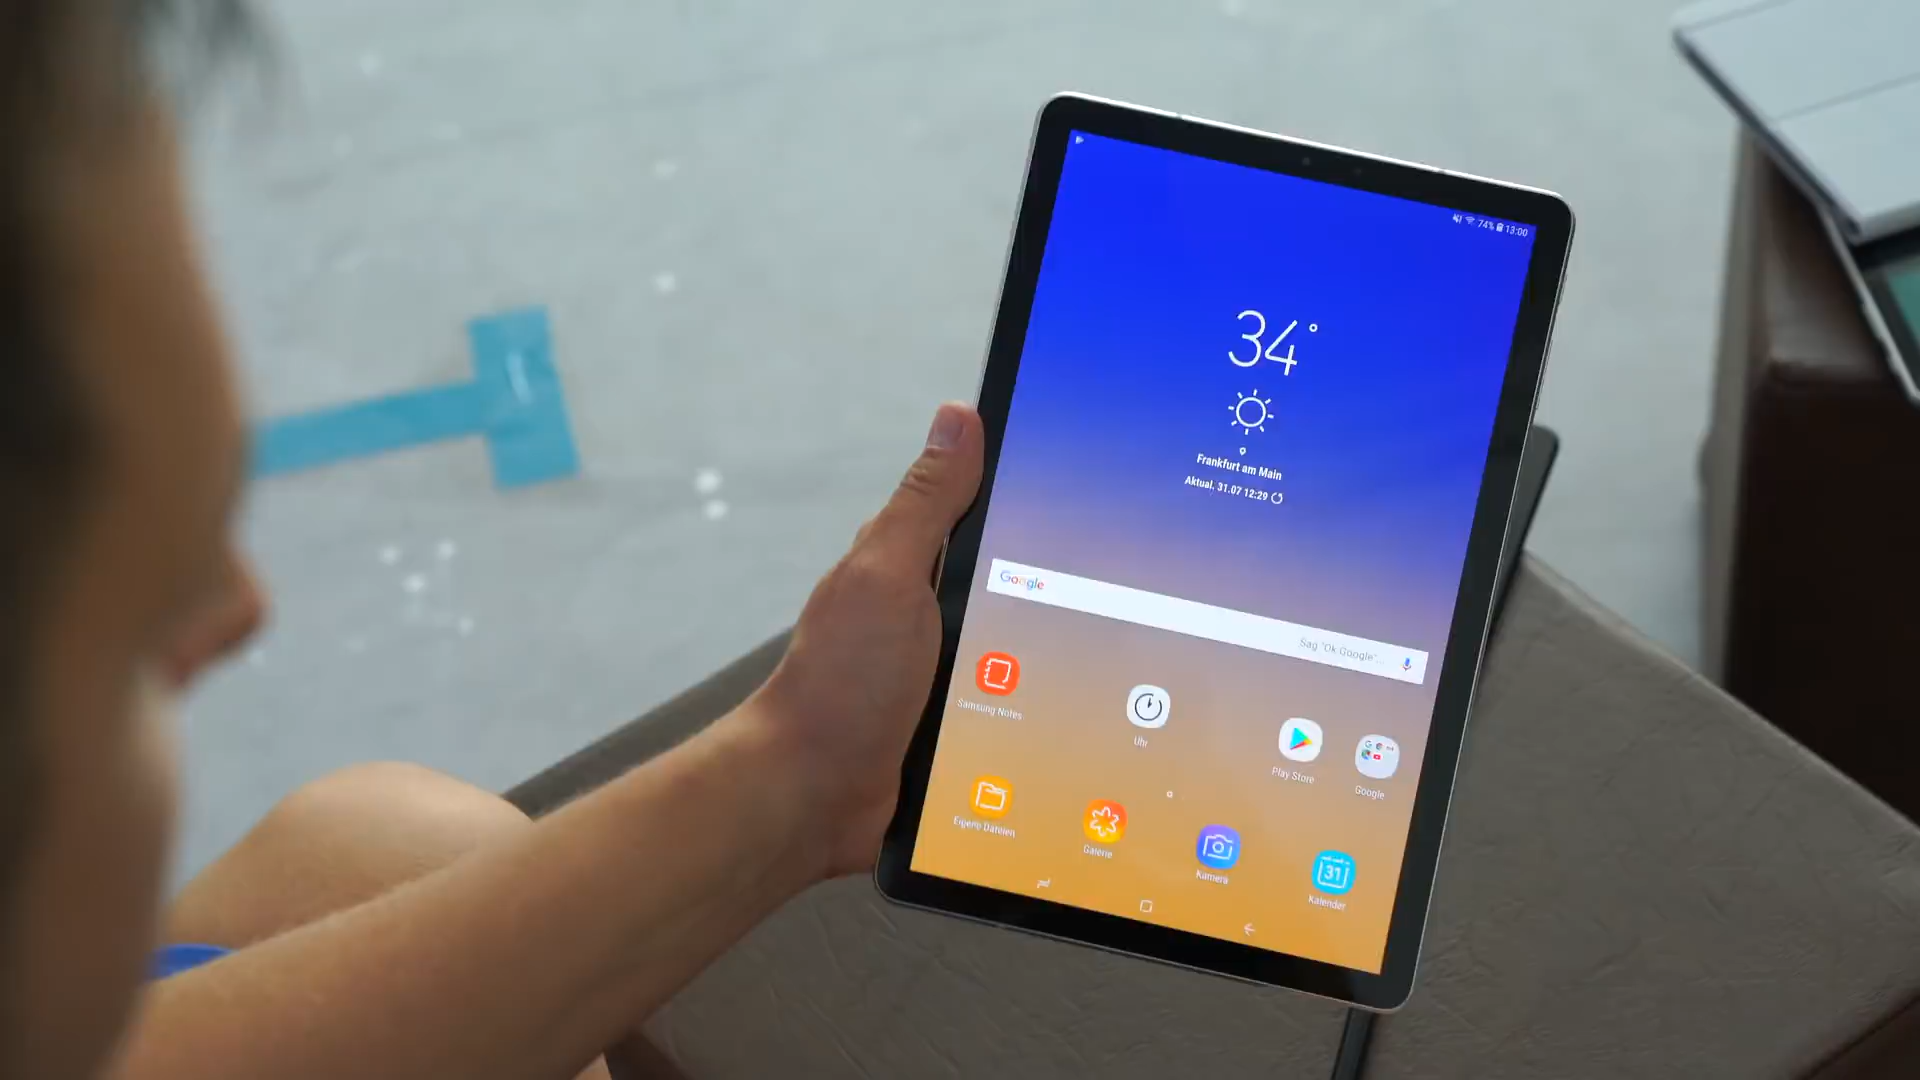 74% 13:00
34°
Frankfurt am Main
Aktual. 31.07 12:29
Google
Sag "Ok Google"...
Samsung Notes
Uhr
Play Store
Google
Eigene Dateien
Galerie
Kamera
31
Kalender